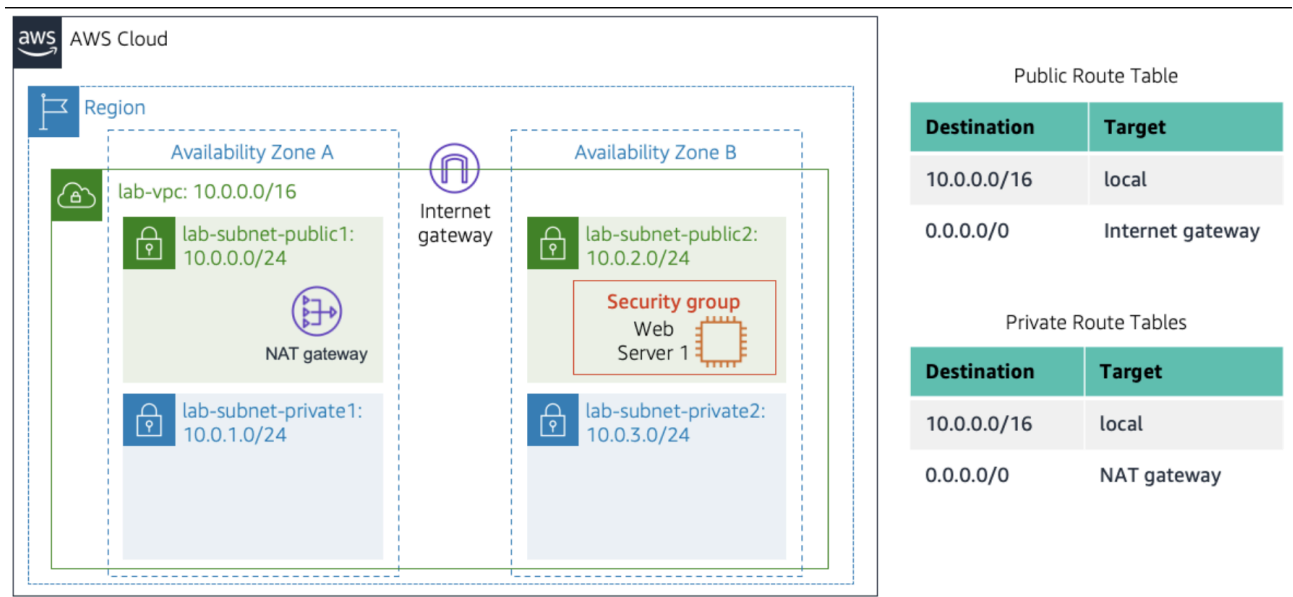 aws AWS Cloud
Region
Availability Zone A
Availability Zone B
lab-vpc: 10.0.0.0/16
Internet
gateway
lab-subnet-public1:
10.0.0.0/24
NAT gateway
lab-subnet-public2:
10.0.2.0/24
Security group
Web
Server 1
lab-subnet-private1:
10.0.1.0/24
lab-subnet-private2:
10.0.3.0/24
Public Route Table
Destination Target
10.0.0.0/16 local
0.0.0.0/0 Internet gateway
Private Route Tables
Destination Target
10.0.0.0/16 local
0.0.0.0/0 NAT gateway